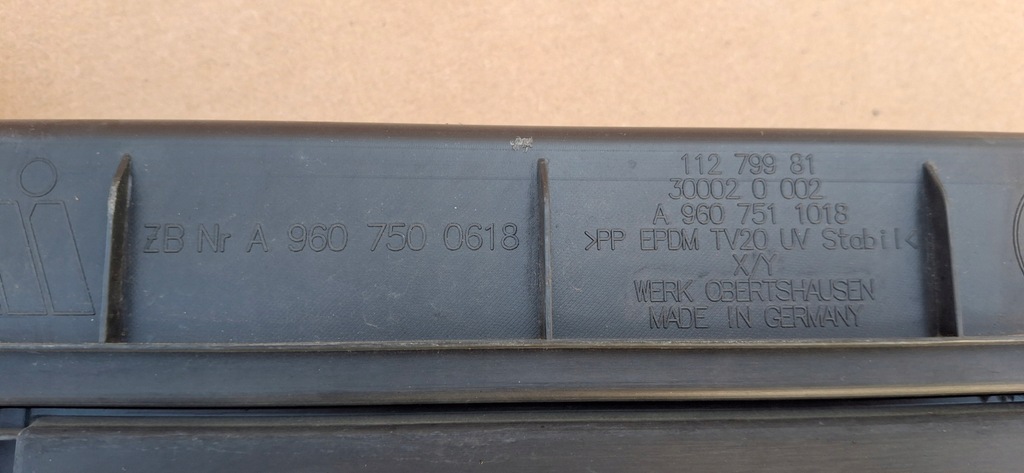 ZB Nr A 960 750 0618
112 799 81
30002 0 002
A 960 751 1018
>PP EPDM TV20 UV Stabil<
X/Y
WERK OBERTSHAUSEN
MADE IN GERMANY